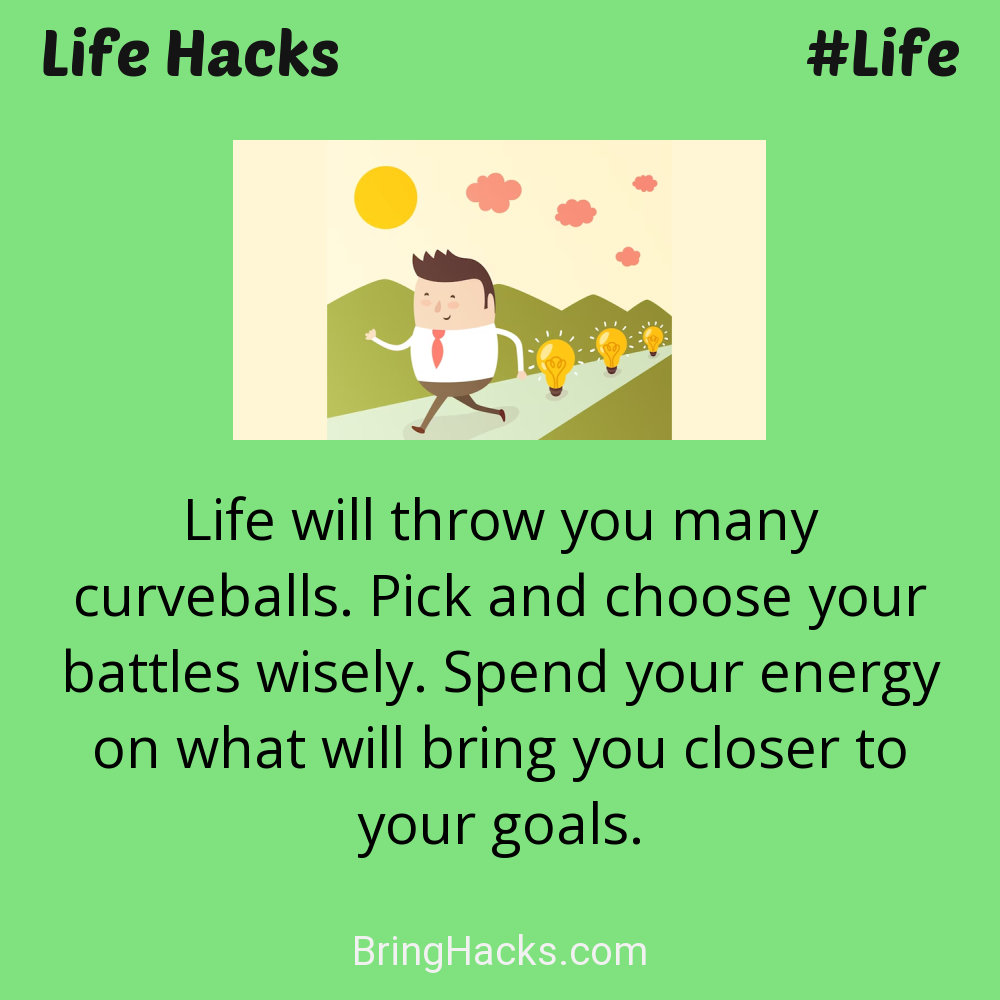 Life Hacks
#Life
Life will throw you many
curveballs. Pick and choose your
battles wisely. Spend your energy
on what will bring you closer to
your goals.
BringHacks.com